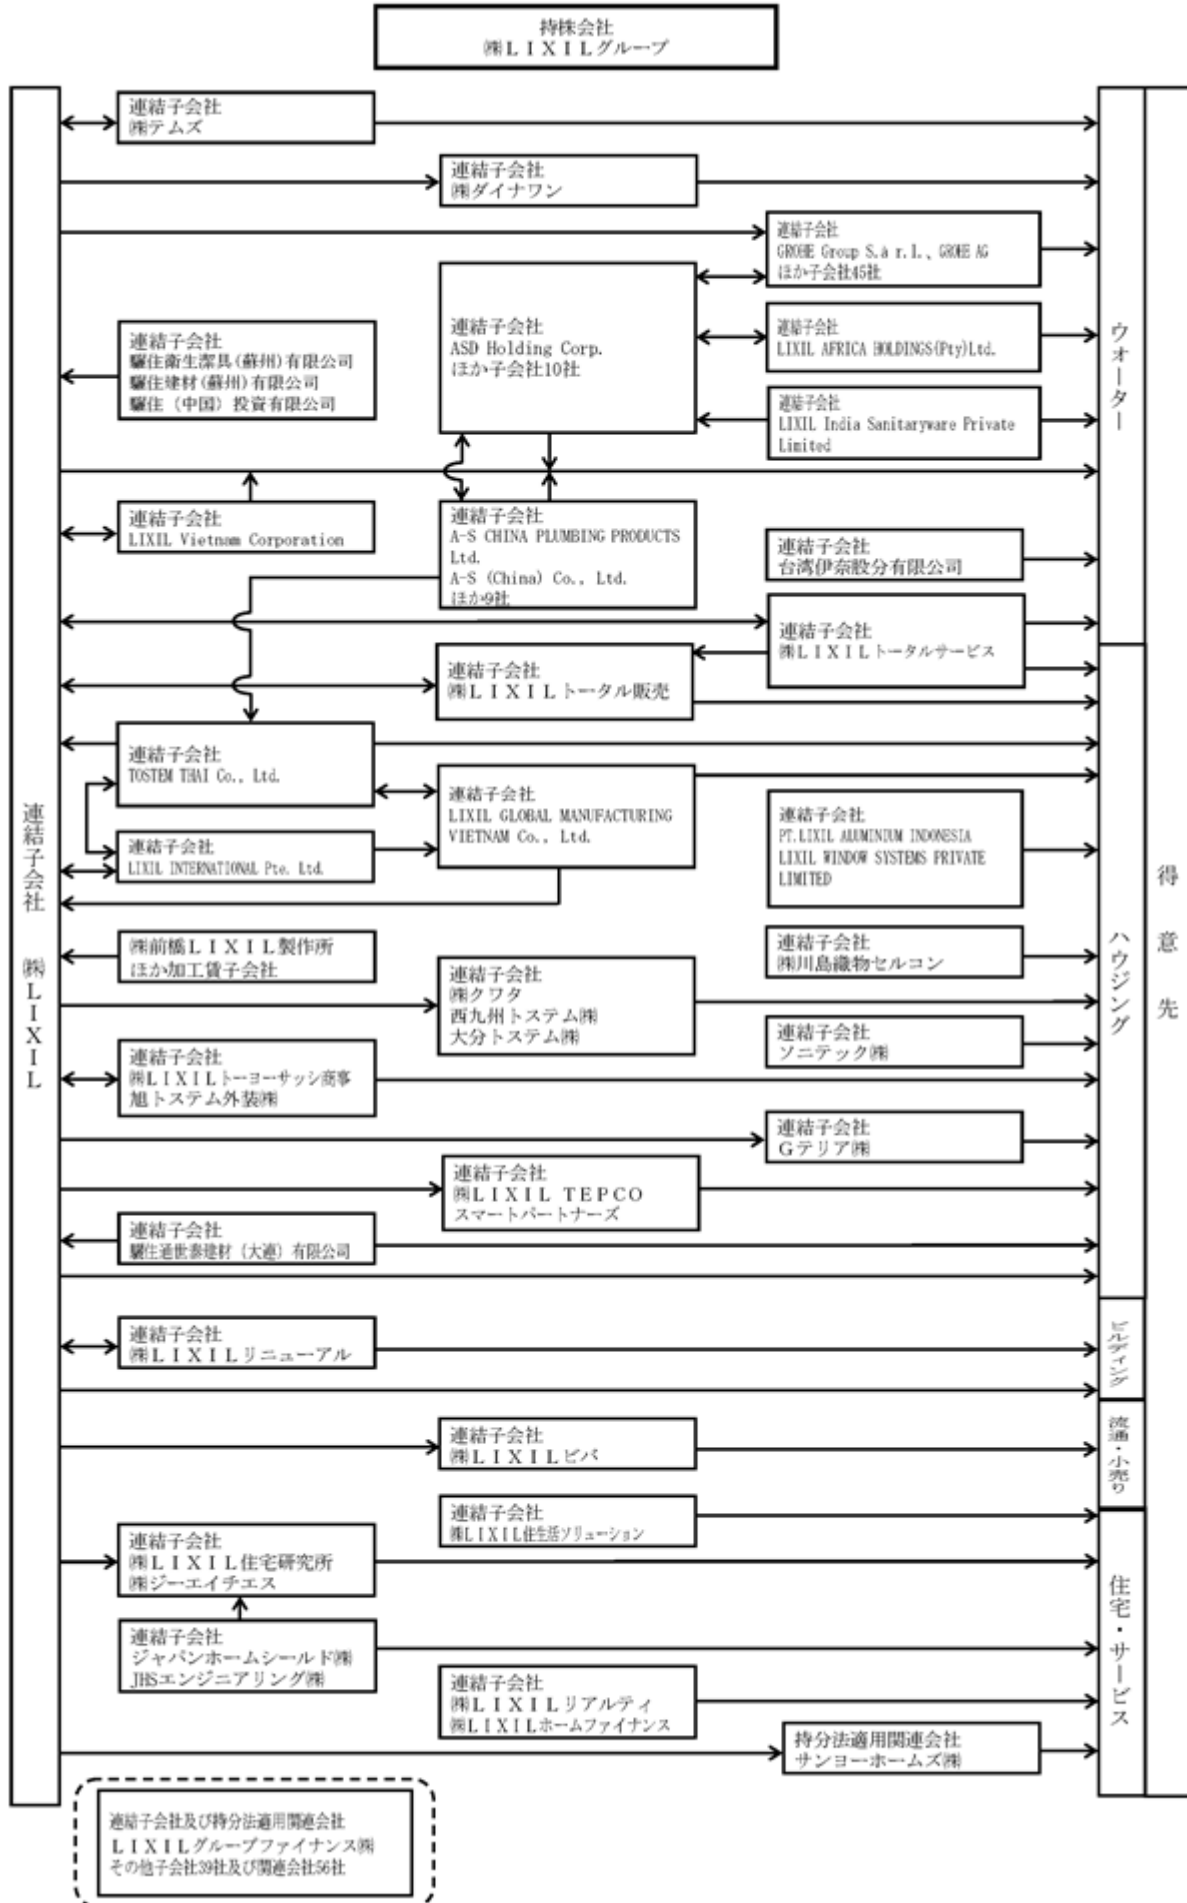 持株会社
㈱ＬＩＸＩＬグループ
連結子会社　㈱ＬＩＸＩＬ
連結子会社
㈱テムズ
連結子会社
㈱ダイナワン
連結子会社
GROHE Group S.à r.l.、GROHE AG
ほか子会社45社
連結子会社
ASD Holding Corp.
ほか子会社10社
連結子会社
LIXIL AFRICA HOLDINGS(Pty)Ltd.
連結子会社
驪住衛生潔具(蘇州)有限公司
驪住建材(蘇州)有限公司
驪住（中国）投資有限公司
連結子会社
LIXIL India Sanitaryware Private
Limited
連結子会社
LIXIL Vietnam Corporation
連結子会社
A-S CHINA PLUMBING PRODUCTS
Ltd.
A-S (China) Co., Ltd.
ほか9社
連結子会社
台湾伊奈股分有限公司
連結子会社
㈱ＬＩＸＩＬトータルサービス
連結子会社
㈱ＬＩＸＩＬトータル販売
連結子会社
TOSTEM THAI Co., Ltd.
連結子会社
LIXIL GLOBAL MANUFACTURING
VIETNAM Co., Ltd.
連結子会社
PT.LIXIL ALUMINIUM INDONESIA
LIXIL WINDOW SYSTEMS PRIVATE
LIMITED
連結子会社
LIXIL INTERNATIONAL Pte. Ltd.
㈱前橋ＬＩＸＩＬ製作所
ほか加工賃子会社
連結子会社
㈱川島織物セルコン
連結子会社
㈱クワタ
西九州トステム㈱
大分トステム㈱
連結子会社
ソニテック㈱
連結子会社
㈱ＬＩＸＩＬトーヨーサッシ商事
旭トステム外装㈱
連結子会社
Ｇテリア㈱
連結子会社
㈱ＬＩＸＩＬ ＴＥＰＣＯ
スマートパートナーズ
連結子会社
驪住通世泰建材（大連）有限公司
連結子会社
㈱ＬＩＸＩＬリニューアル
連結子会社
㈱ＬＩＸＩＬビバ
連結子会社
㈱ＬＩＸＩＬ住生活ソリューション
連結子会社
㈱ＬＩＸＩＬ住宅研究所
㈱ジーエイチエス
連結子会社
ジャパンホームシールド㈱
JHSエンジニアリング㈱
連結子会社
㈱ＬＩＸＩＬリアルティ
㈱ＬＩＸＩＬホームファイナンス
持分法適用関連会社
サンヨーホームズ㈱
連結子会社及び持分法適用関連会社
ＬＩＸＩＬグループファイナンス㈱
その他子会社39社及び関連会社56社
ウオーター
ハウジング
ビルディング
流通・小売り
住宅・サービス
得意先